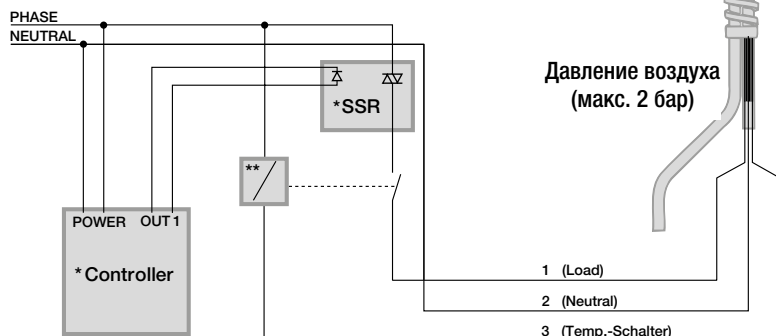 PHASE
NEUTRAL
Давление воздуха
(макс. 2 бар)
*SSR
**
POWER OUT 1
*Controller
1 (Load)
2 (Neutral)
3 (Temp.-Schalter)